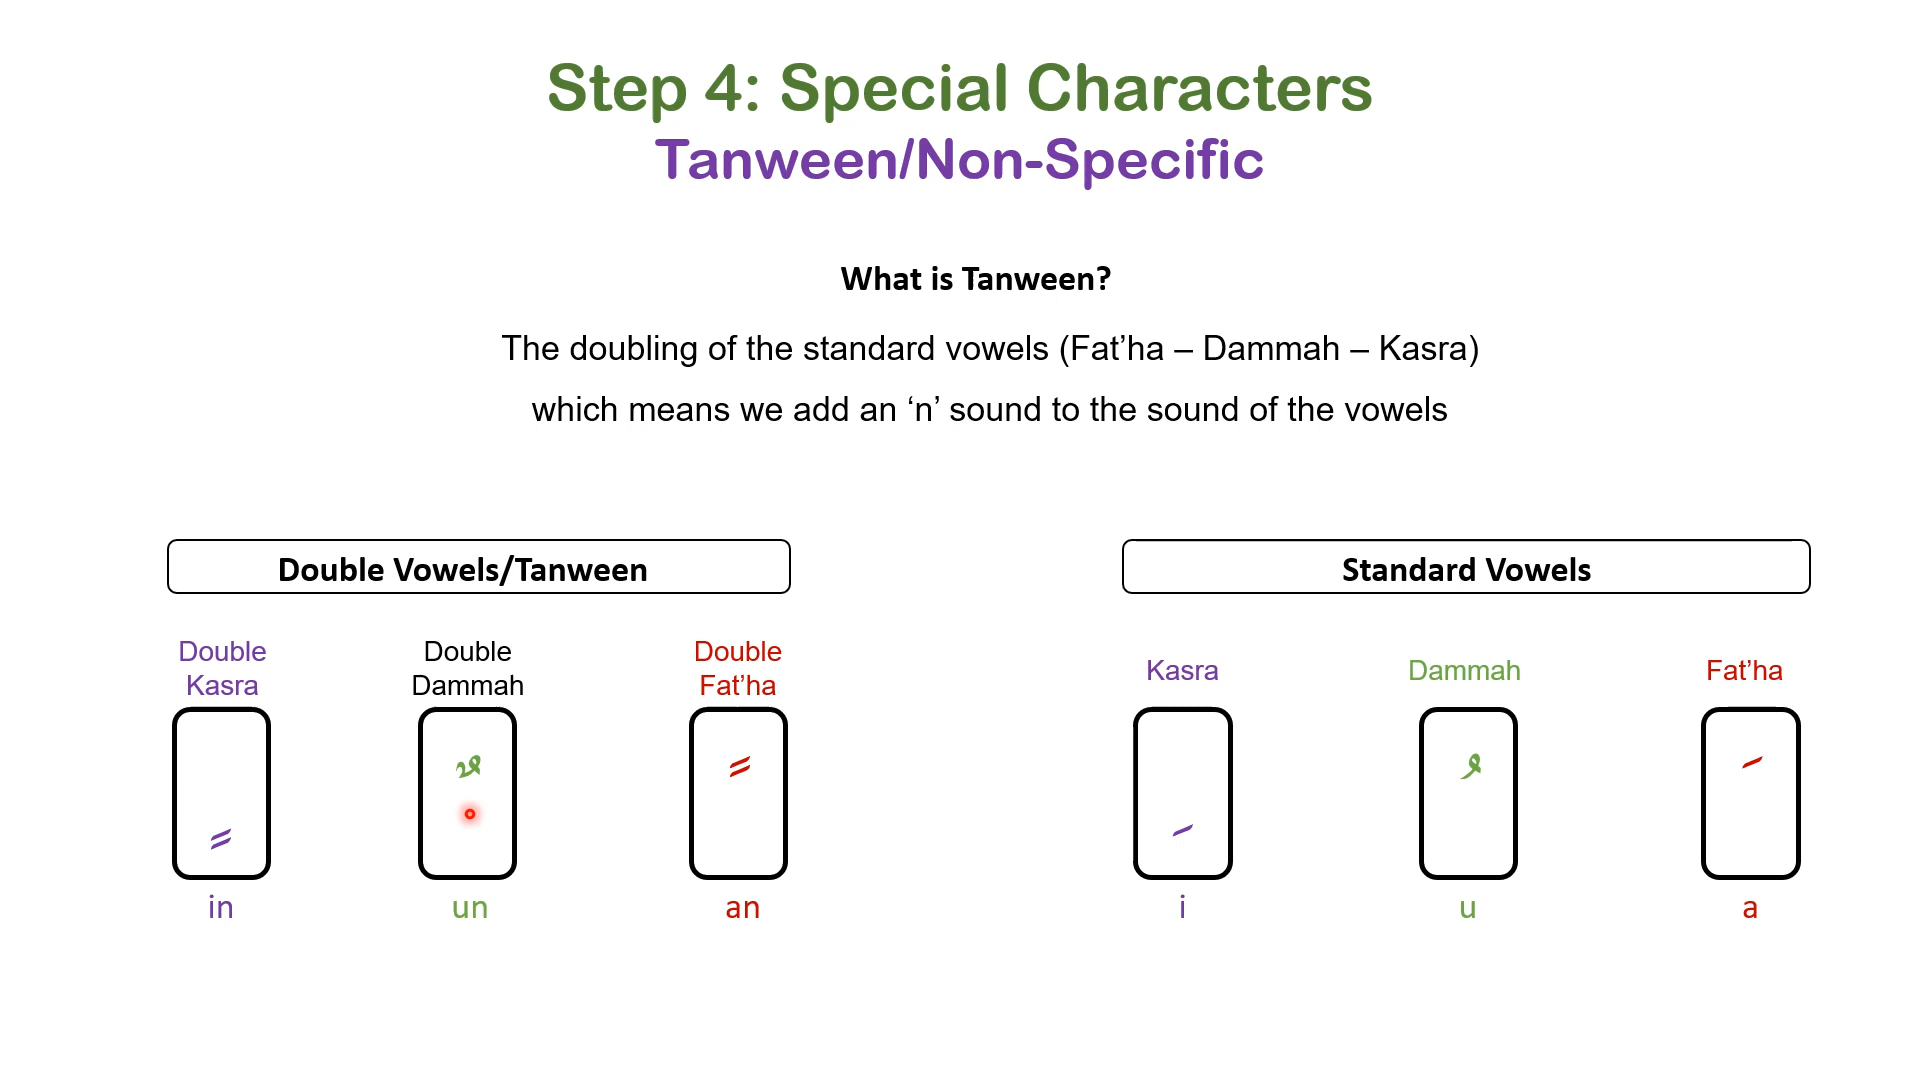 Step 4: Special Characters
Tanween/Non-Specific
What is Tanween?
The doubling of the standard vowels (Fat’ha – Dammah – Kasra)
which means we add an ‘n’ sound to the sound of the vowels
Double Vowels/Tanween
Standard Vowels
Double
Kasra
Double
Dammah
Double
Fat’ha
Kasra
Dammah
Fat’ha
ٍ
ٌ
ً
ِ
ُ
َ
in
un
an
i
u
a